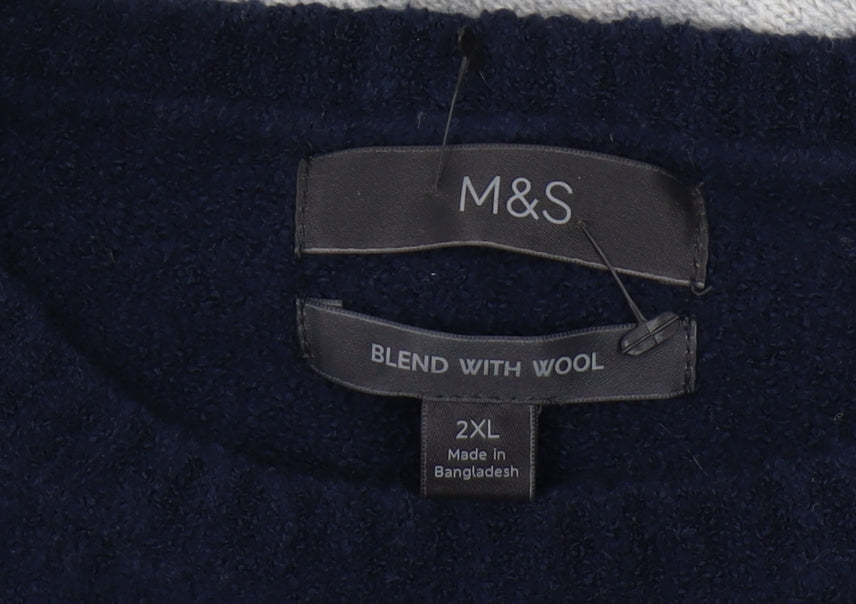 M&S
BLEND WITH WOOL
2XL
Made in
Bangladesh